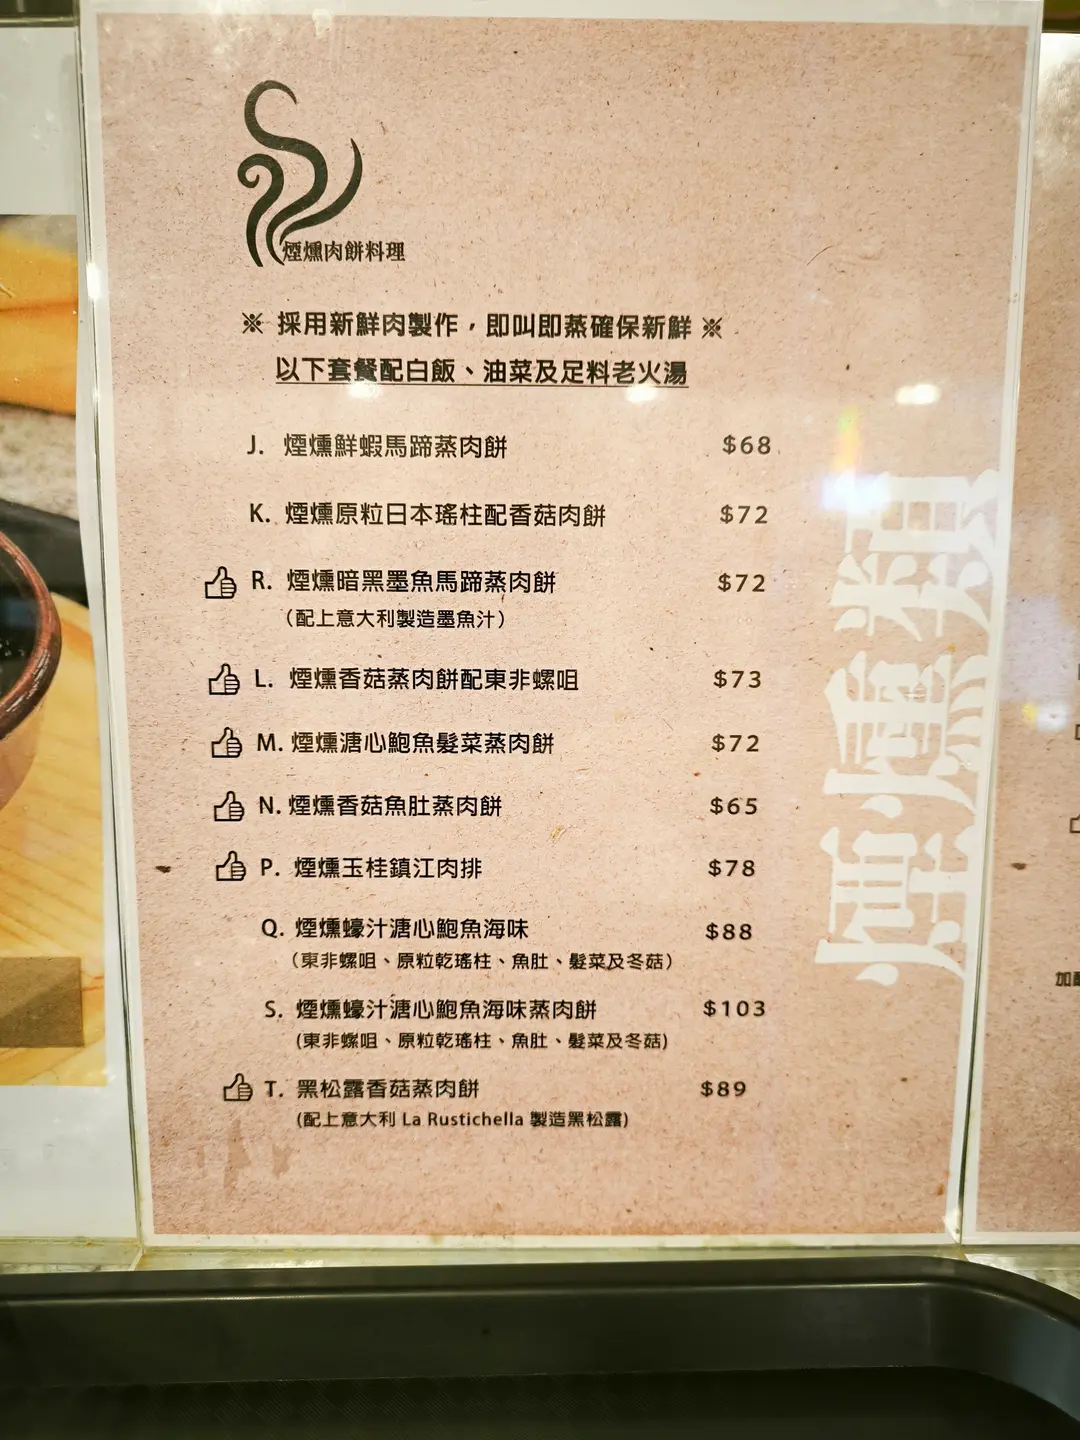 煙燻肉餅料理
※ 採用新鮮肉製作，即叫即蒸確保新鮮 ※
以下套餐配白飯、油菜及足料老火湯
J. 煙燻鮮蝦馬蹄蒸肉餅 $68
K. 煙燻原粒日本瑤柱配香菇肉餅 $72
R. 煙燻暗黑墨魚馬蹄蒸肉餅 $72
（配上意大利製造墨魚汁）
L. 煙燻香菇蒸肉餅配東非螺咀 $73
M. 煙燻溏心鮑魚髮菜蒸肉餅 $72
N. 煙燻香菇魚肚蒸肉餅 $65
P. 煙燻玉桂鎮江肉排 $78
Q. 煙燻蠔汁溏心鮑魚海味 $88
（東非螺咀、原粒乾瑤柱、魚肚、髮菜及冬菇）
S. 煙燻蠔汁溏心鮑魚海味蒸肉餅 $103
(東非螺咀、原粒乾瑤柱、魚肚、髮菜及冬菇)
T. 黑松露香菇蒸肉餅 $89
(配上意大利 La Rustichella 製造黑松露)
煙燻類
加